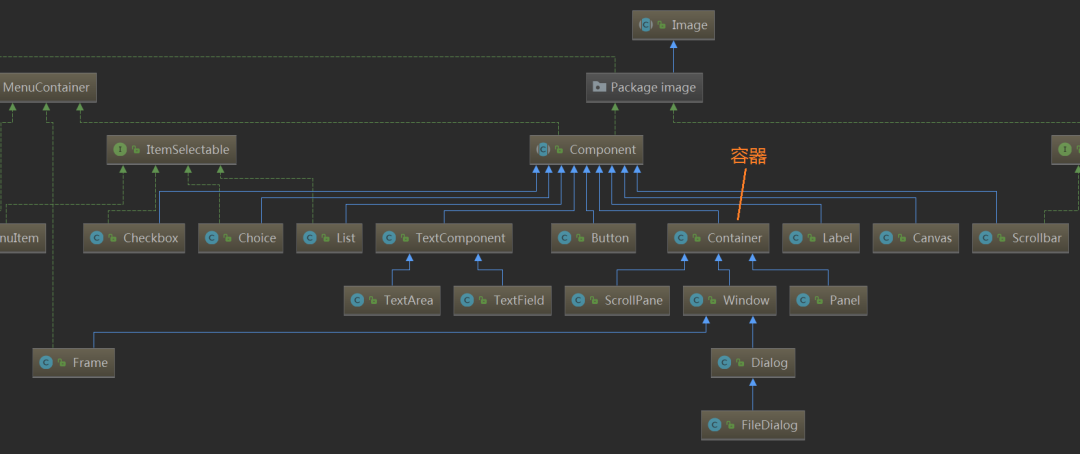 Image
MenuContainer
Package image
ItemSelectable
Component
容器
nuItem
Checkbox
Choice
List
TextComponent
Button
Container
Label
Canvas
Scrollbar
TextArea
TextField
ScrollPane
Window
Panel
Frame
Dialog
FileDialog